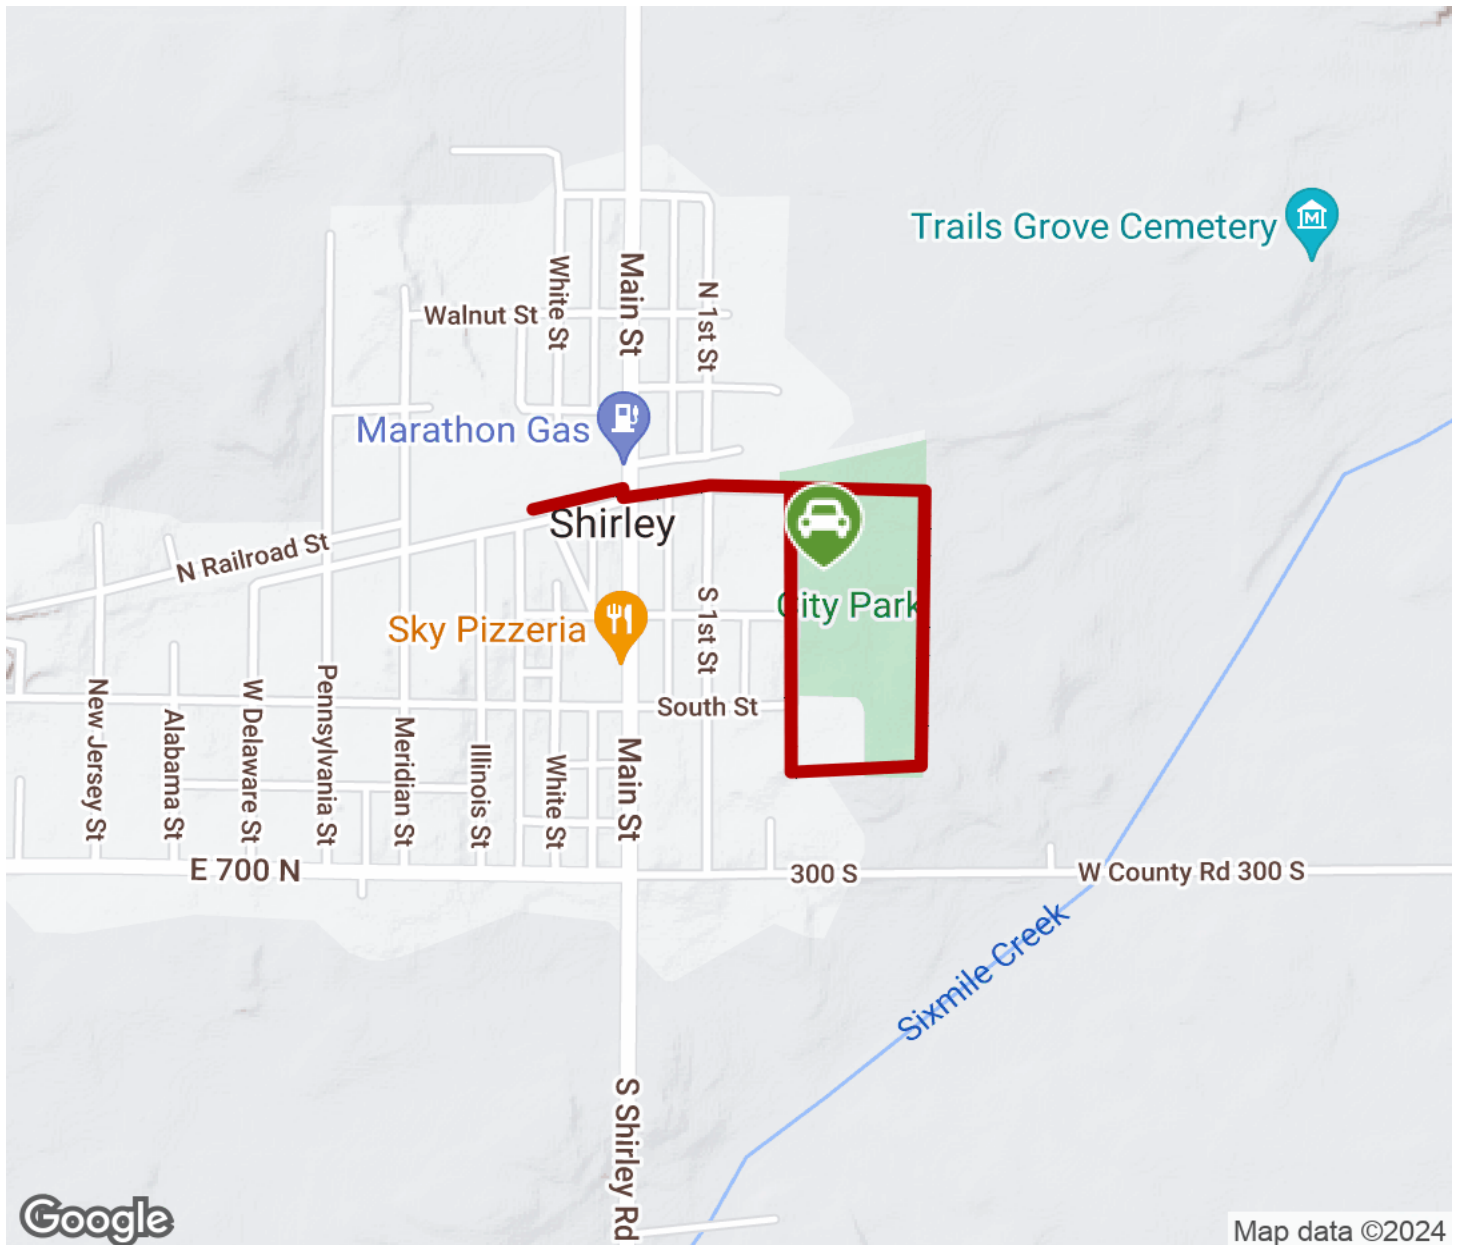 Trails Grove Cemetery
White St
Main St
N 1st St
Walnut St
Marathon Gas
Shirley
N Railroad St
City Park
Sky Pizzeria
S 1st St
South St
New Jersey St
Alabama St
W Delaware St
Pennsylvania St
Meridian St
Illinois St
White St
Main St
E 700 N
300 S
W County Rd 300 S
Sixmile Creek
S Shirley Rd
Google
Map data ©2024